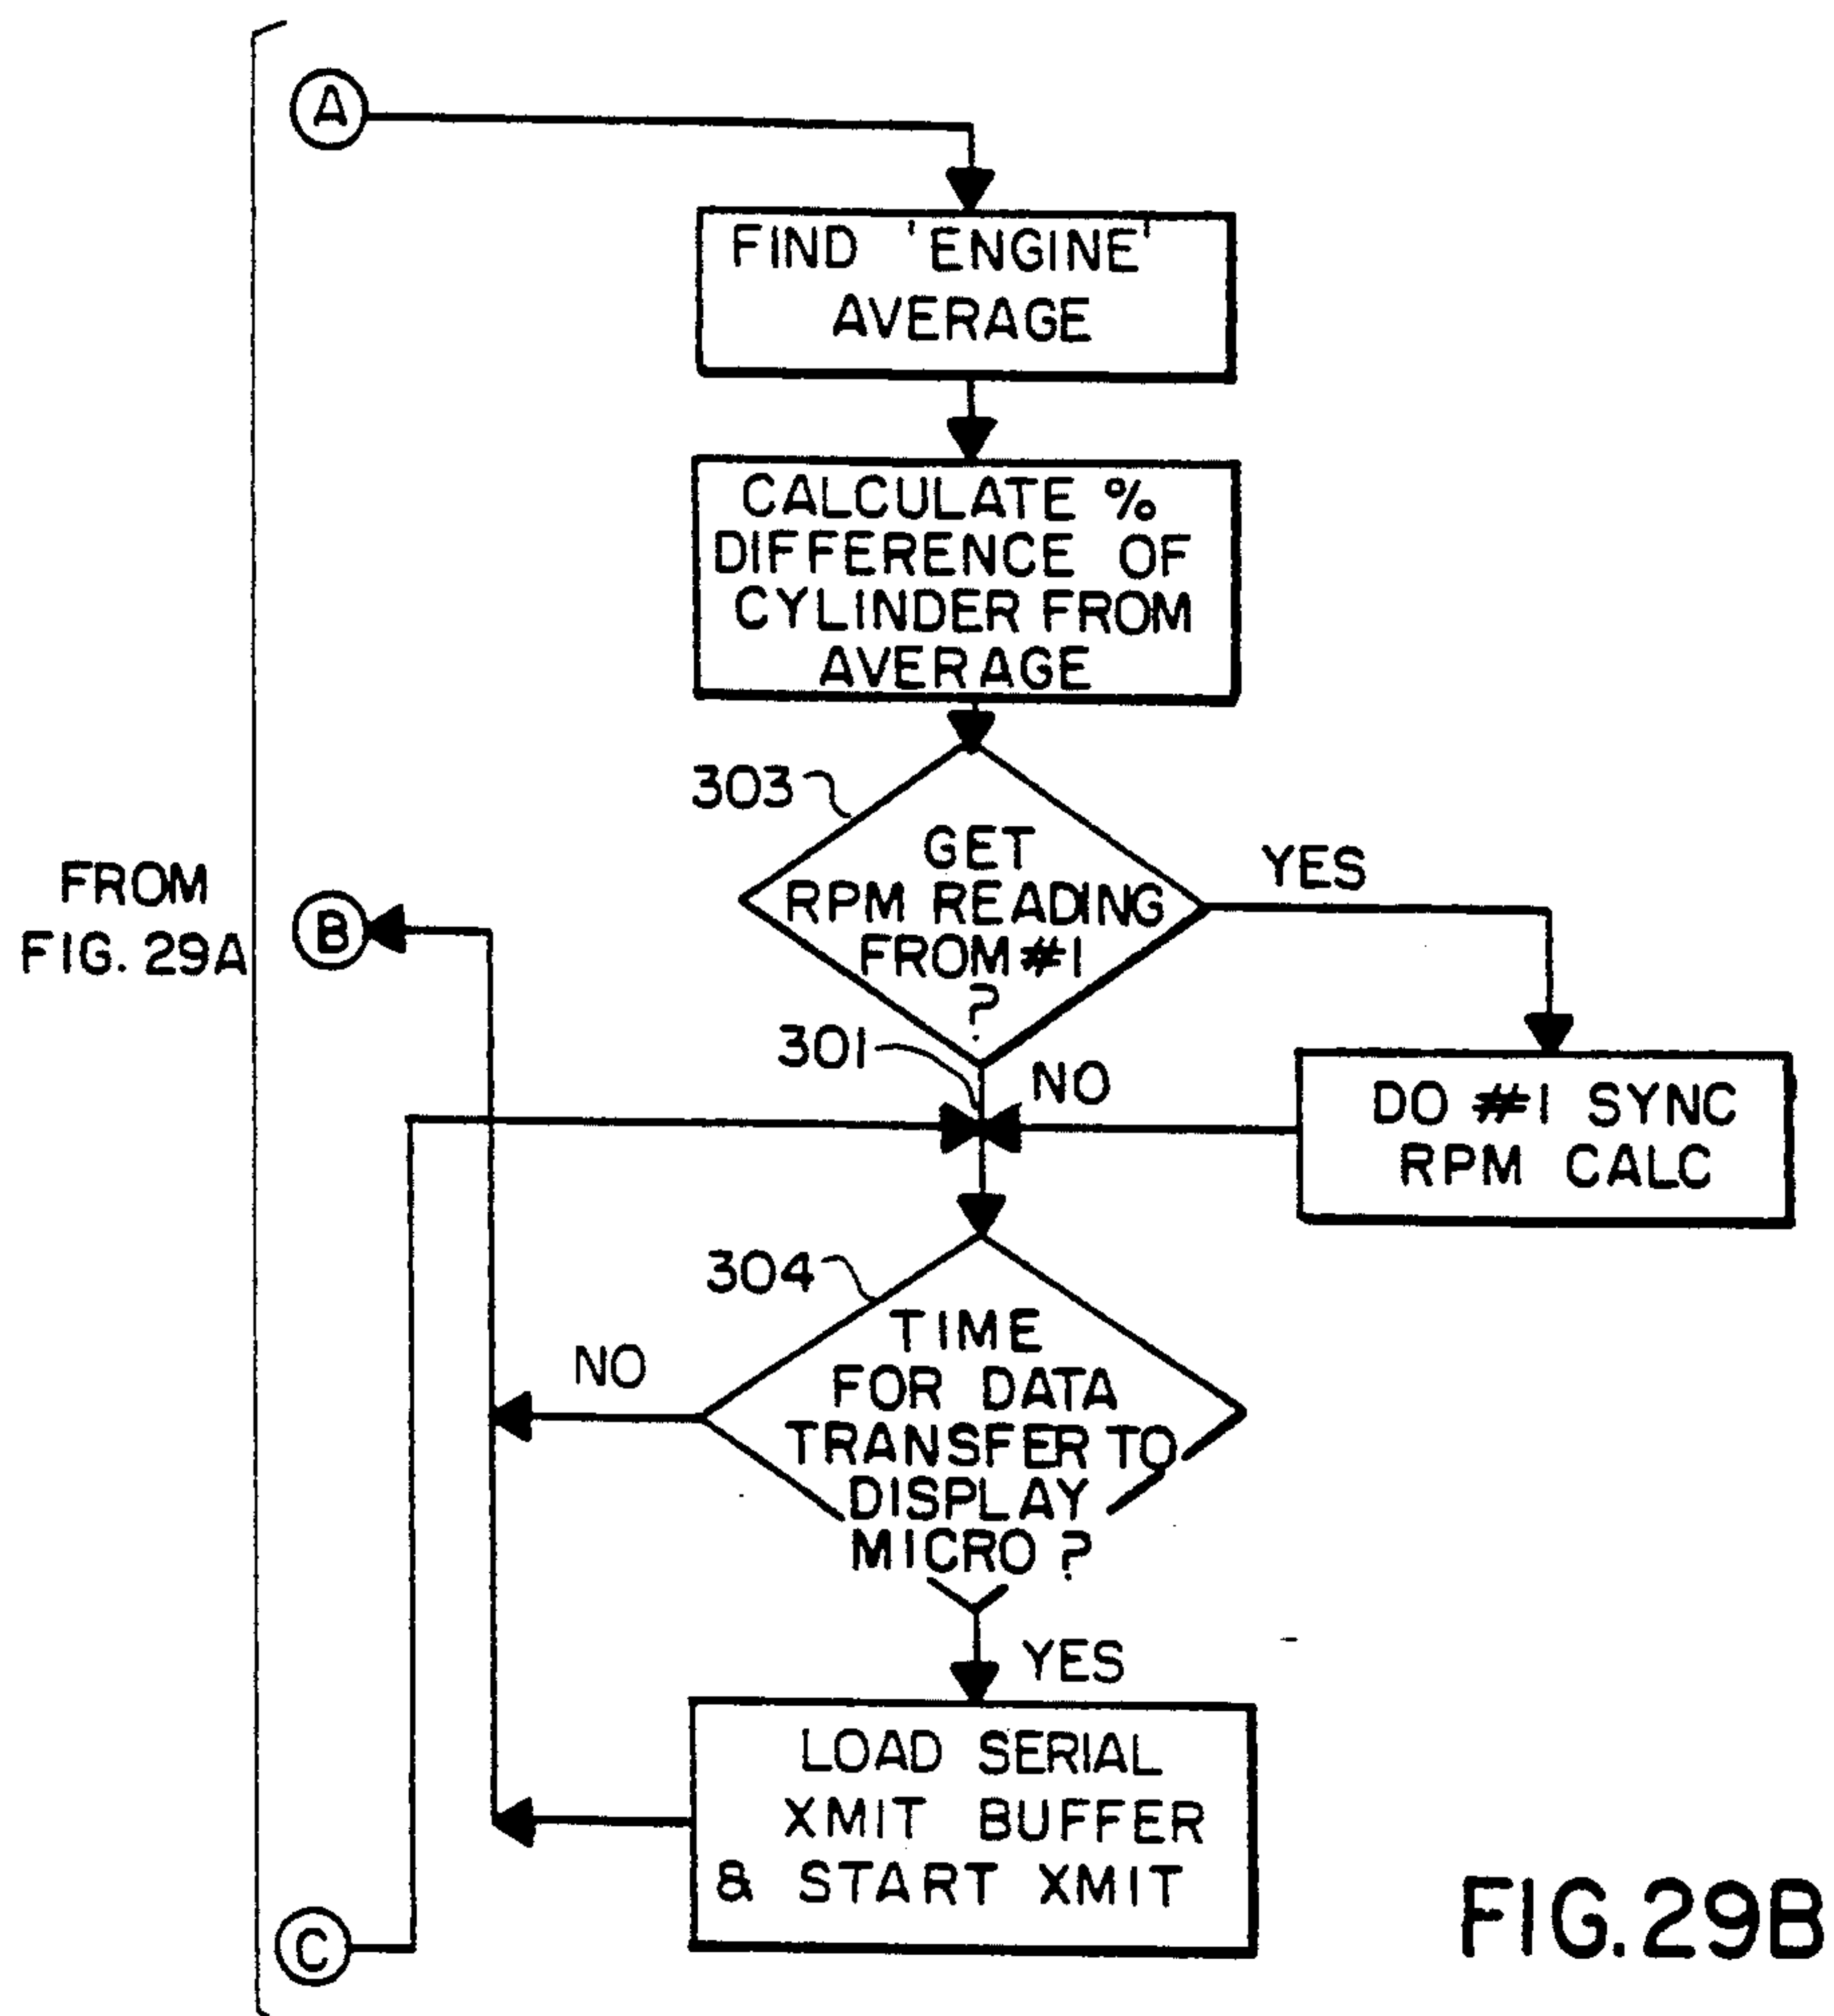 A
FIND 'ENGINE'
AVERAGE
CALCULATE %
DIFFERENCE OF
CYLINDER FROM
AVERAGE
303
GET
RPM READING
FROM #1
?
YES
FROM
FIG. 29A
B
301
NO
DO #1 SYNC
RPM CALC
304
TIME
FOR DATA
TRANSFER TO
DISPLAY
MICRO ?
NO
YES
LOAD SERIAL
XMIT BUFFER
& START XMIT
C
FIG. 29B